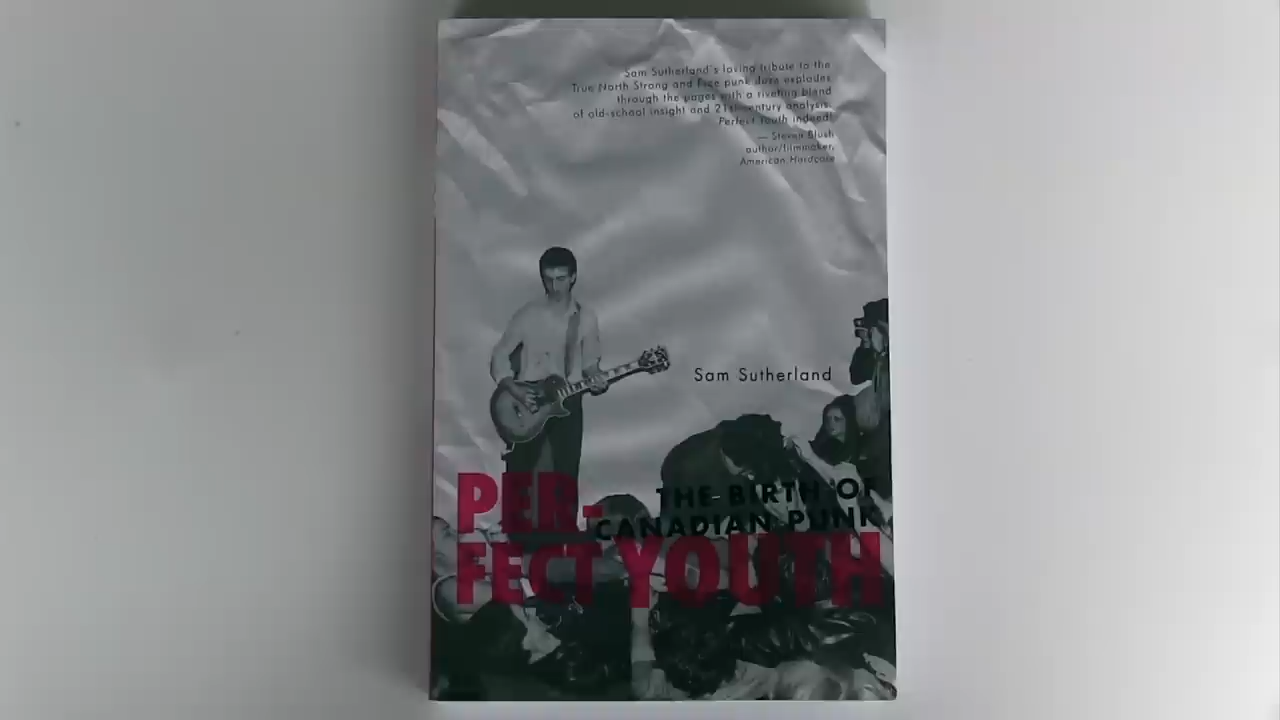 Sam Sutherland's loving tribute to the
True North Strong and Free punk daze explodes
through the pages with a riveting blend
of old-school insight and 21st-century analysis.
Perfect Youth indeed!
— Steven Blush
author/filmmaker,
American Hardcore
Sam Sutherland
PER-
THE BIRTH OF
CANADIAN PUNK
FECT YOUTH